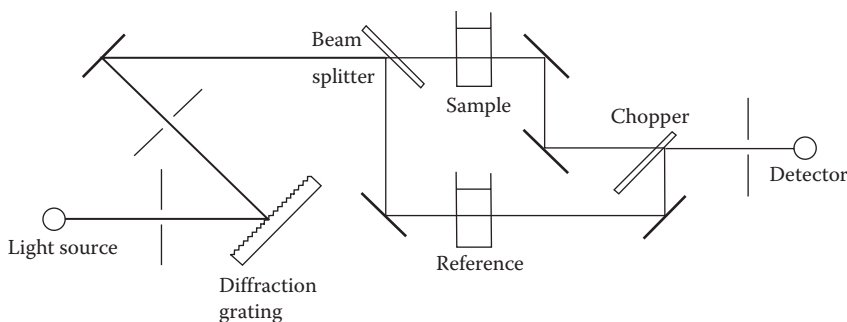 Beam
splitter
Sample
Chopper
Detector
Light source
Diffraction
grating
Reference